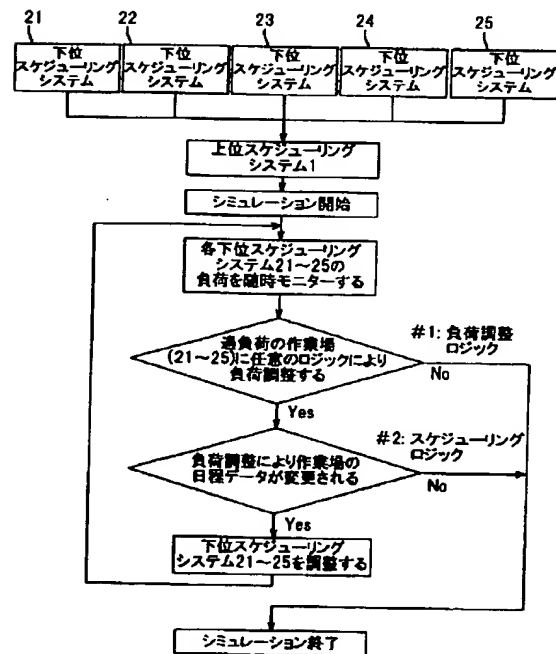 21
22
23
24
25
下位
スケジューリング
システム
下位
スケジューリング
システム
下位
スケジューリング
システム
下位
スケジューリング
システム
下位
スケジューリング
システム
上位スケジューリング
システム1
シミュレーション開始
各下位スケジューリング
システム21～25の
負荷を随時モニターする
過負荷の作業場
(21～25)に任意のロジックにより
負荷調整する
#1: 負荷調整
ロジック
No
Yes
#2: スケジューリング
ロジック
負荷調整により作業場の
日程データが変更される
No
Yes
下位スケジューリング
システム21～25を調整する
シミュレーション終了